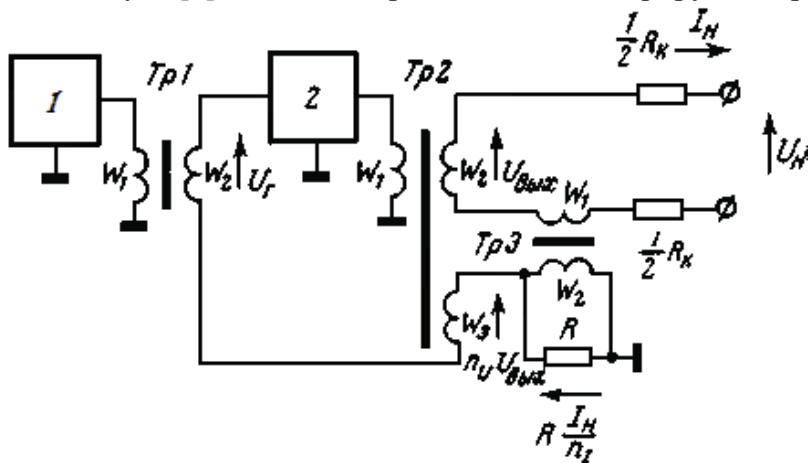 1/2 Rк Iн
1
Тр1
2
Тр2
Uн
W1
W2
Uг
W1
W2
Uвых
W1
Тр3
1/2 Rк
W3
W2
nU Uвых
R
R Iн/nI